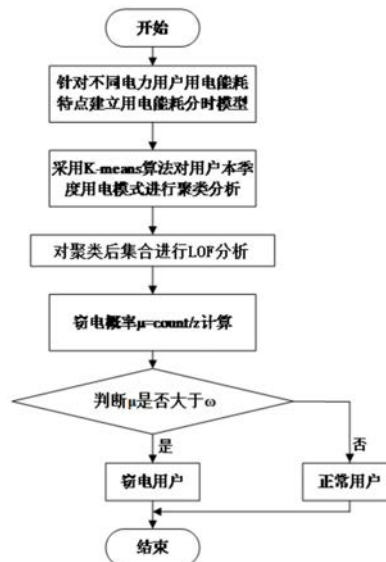 开始
针对不同电力用户用电能耗
特点建立用电能耗分时模型
采用K-means算法对用户本季
度用电模式进行聚类分析
对聚类后集合进行LOF分析
窃电概率μ=count/z计算
判断μ是否大于ω
是
否
窃电用户
正常用户
结束